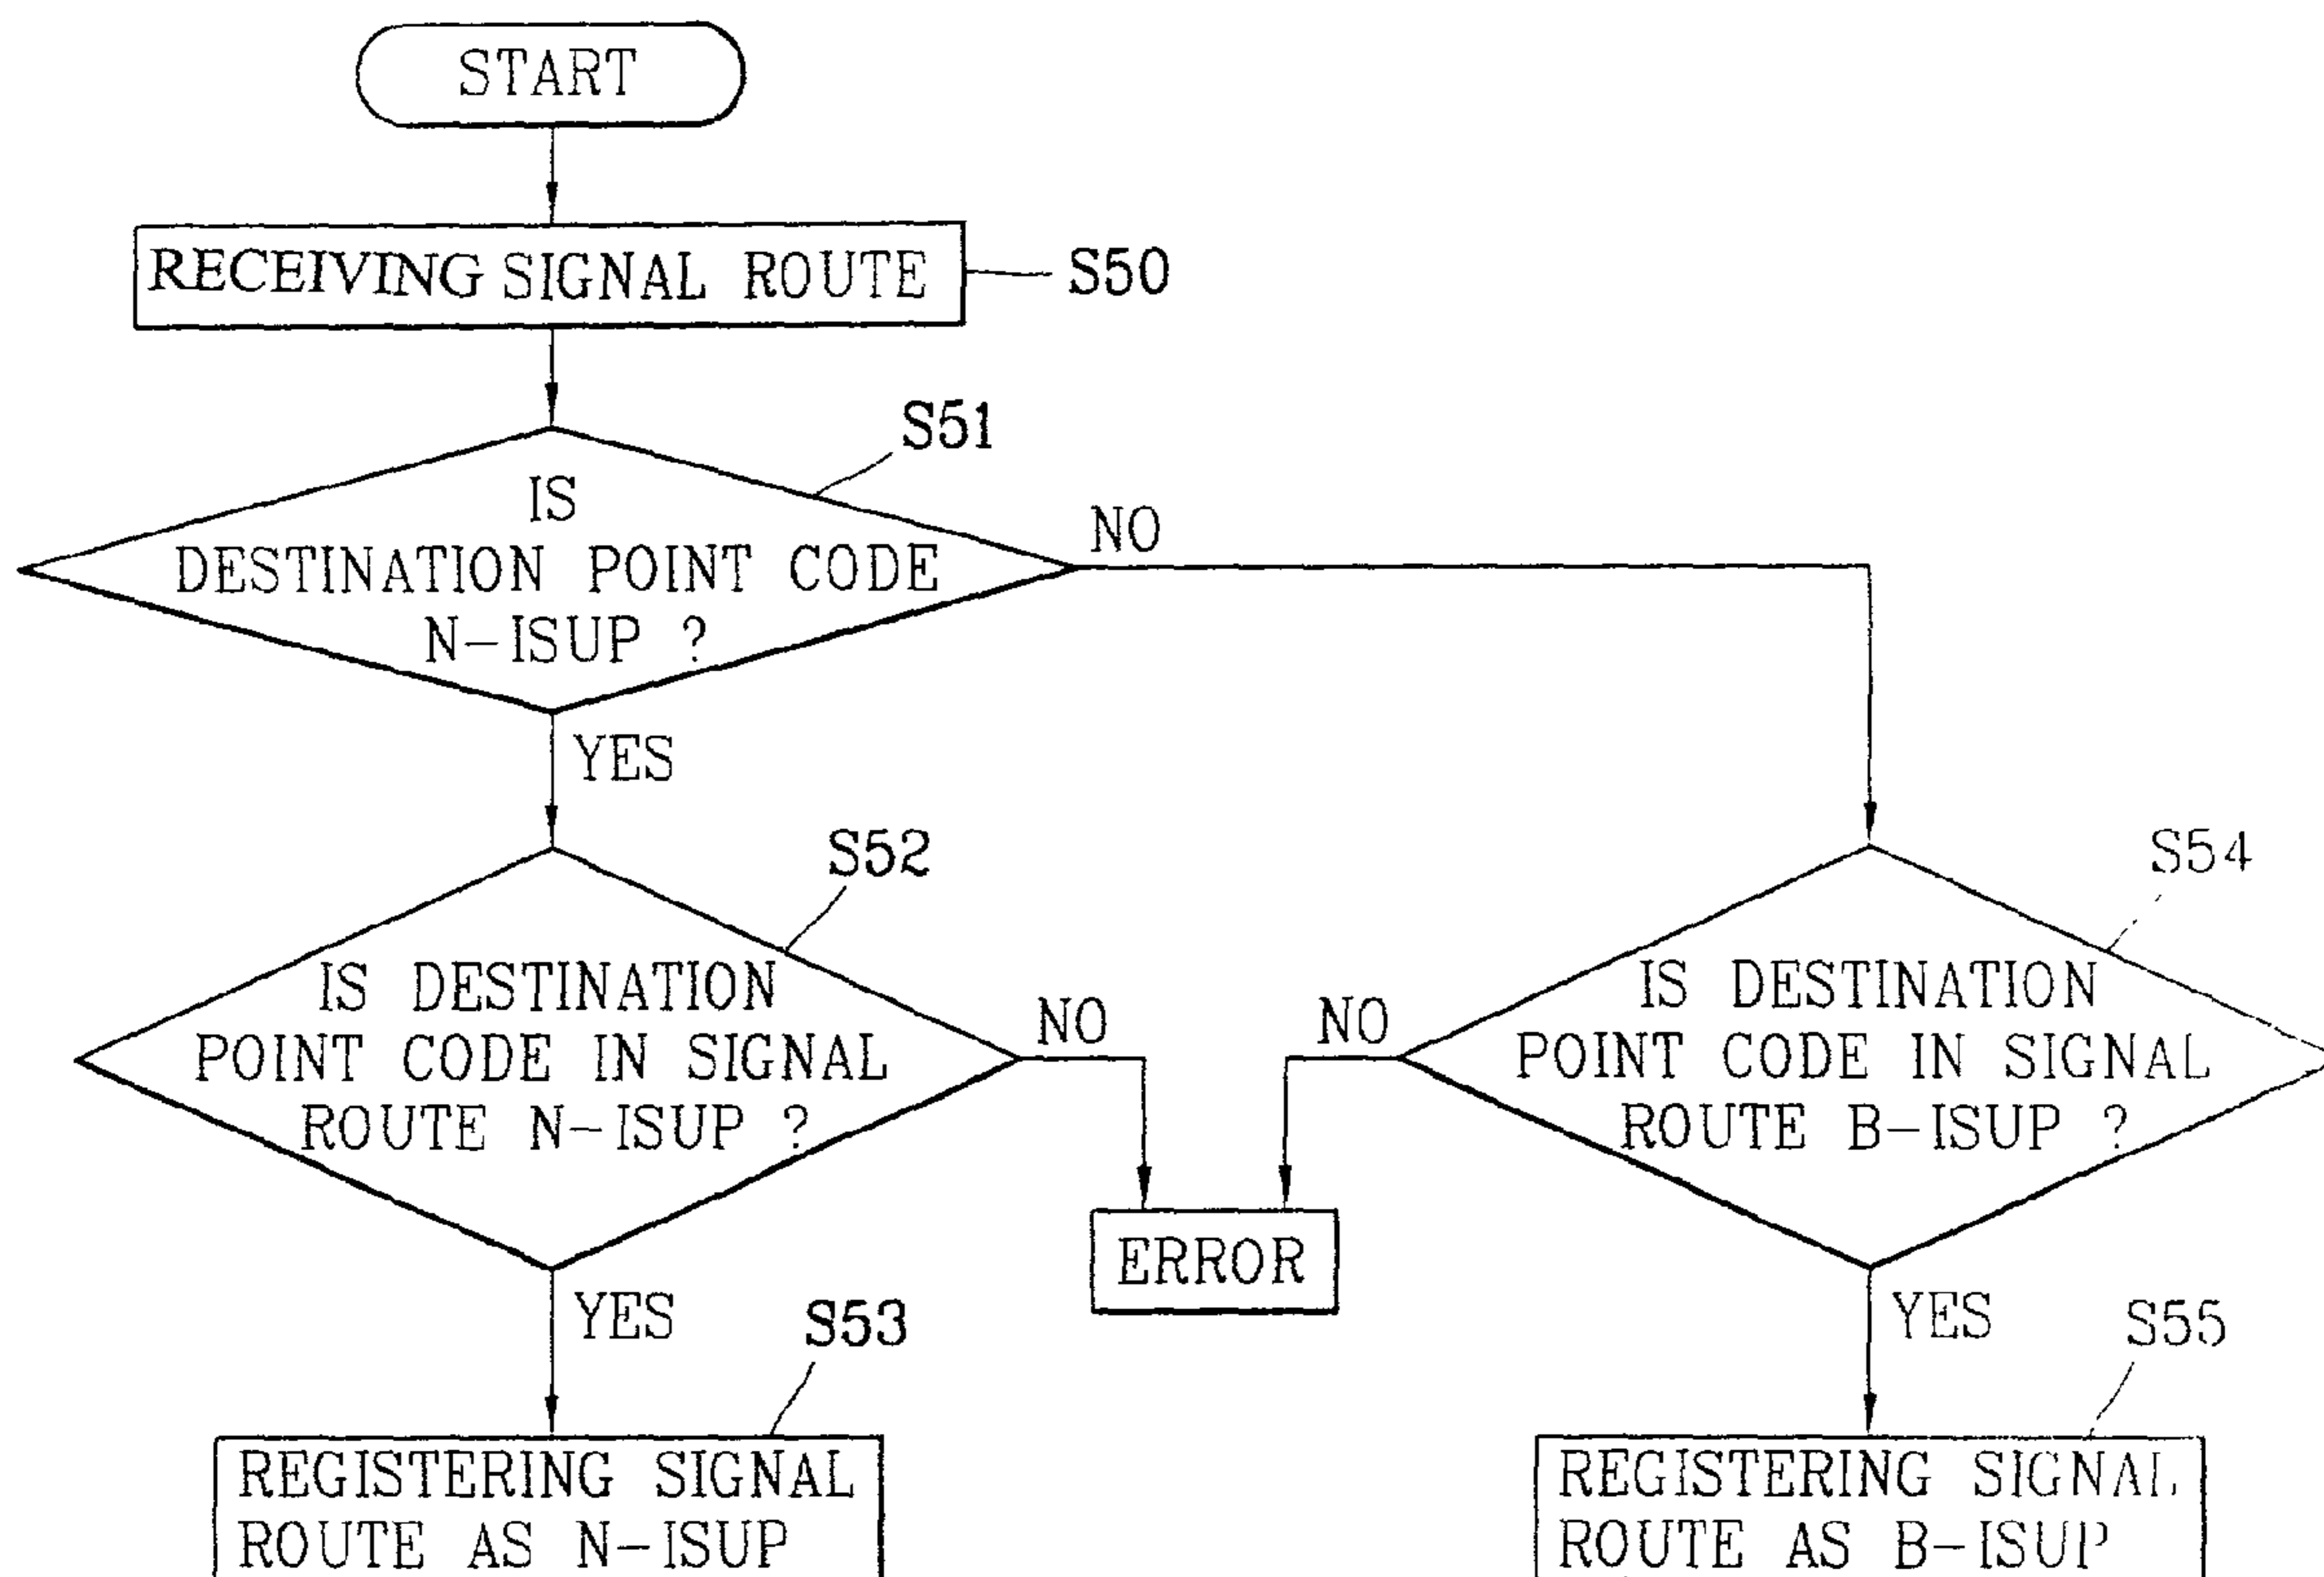 START
RECEIVING SIGNAL ROUTE
S50
S51
IS
DESTINATION POINT CODE
N-ISUP ?
NO
YES
S52
IS DESTINATION
POINT CODE IN SIGNAL
ROUTE N-ISUP ?
NO
S54
IS DESTINATION
POINT CODE IN SIGNAL
ROUTE B-ISUP ?
NO
ERROR
YES
S53
REGISTERING SIGNAL
ROUTE AS N-ISUP
YES
S55
REGISTERING SIGNAL
ROUTE AS B-ISUP